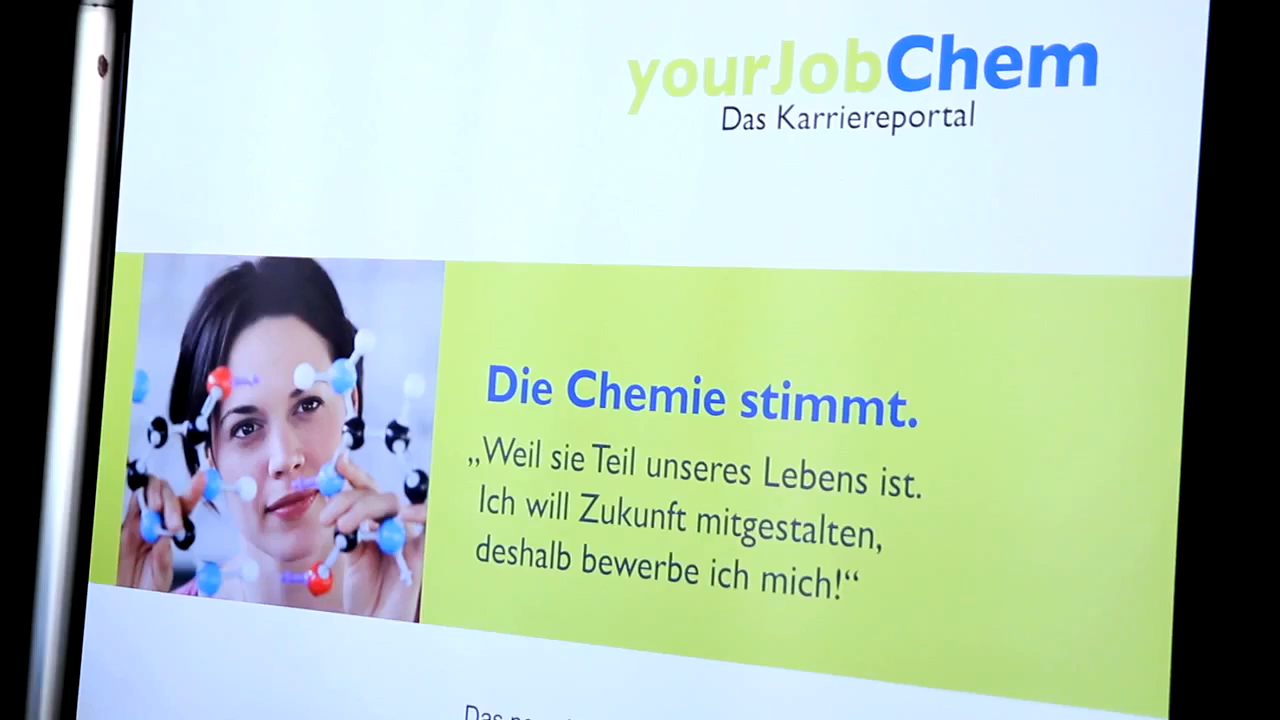 yourJobChem
Das Karriereportal
Die Chemie stimmt.
„Weil sie Teil unseres Lebens ist.
Ich will Zukunft mitgestalten,
deshalb bewerbe ich mich!“
Das